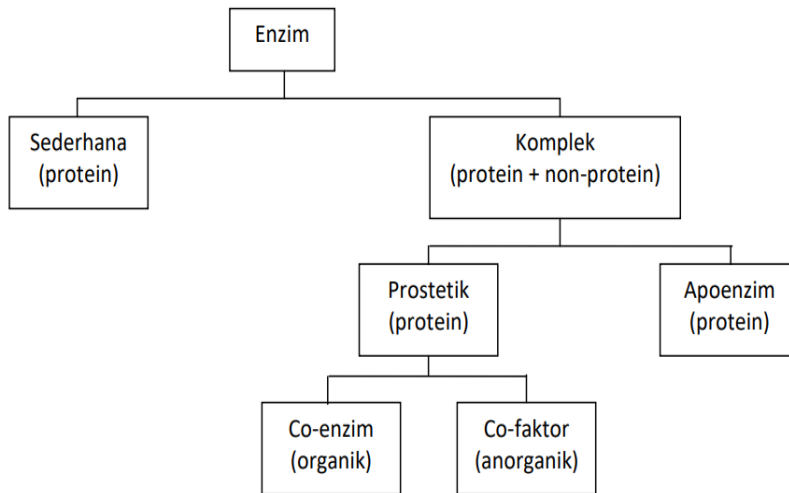 Enzim
Sederhana
(protein)
Komplek
(protein + non-protein)
Prostetik
(protein)
Apoenzim
(protein)
Co-enzim
(organik)
Co-faktor
(anorganik)